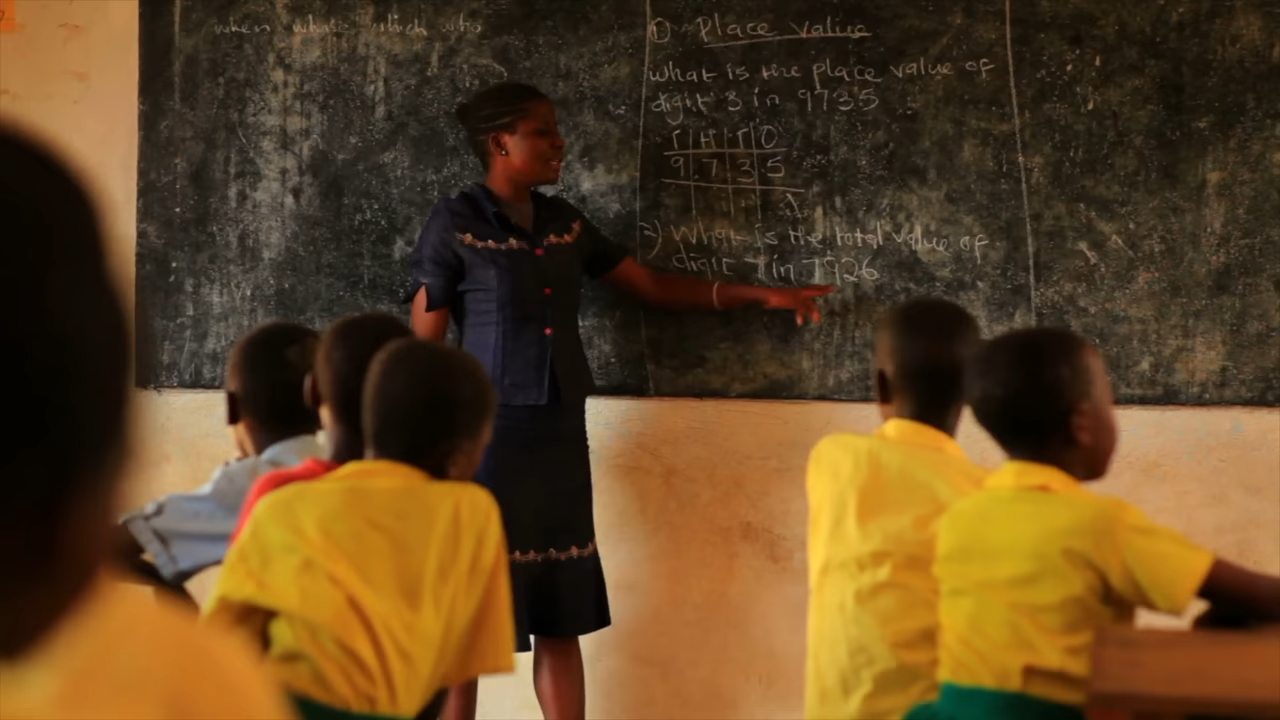 when whose which who
1) Place value
what is the place value of
digit 3 in 9735
T H T O
9 7 3 5
2) What is the total value of
digit 7 in 7926